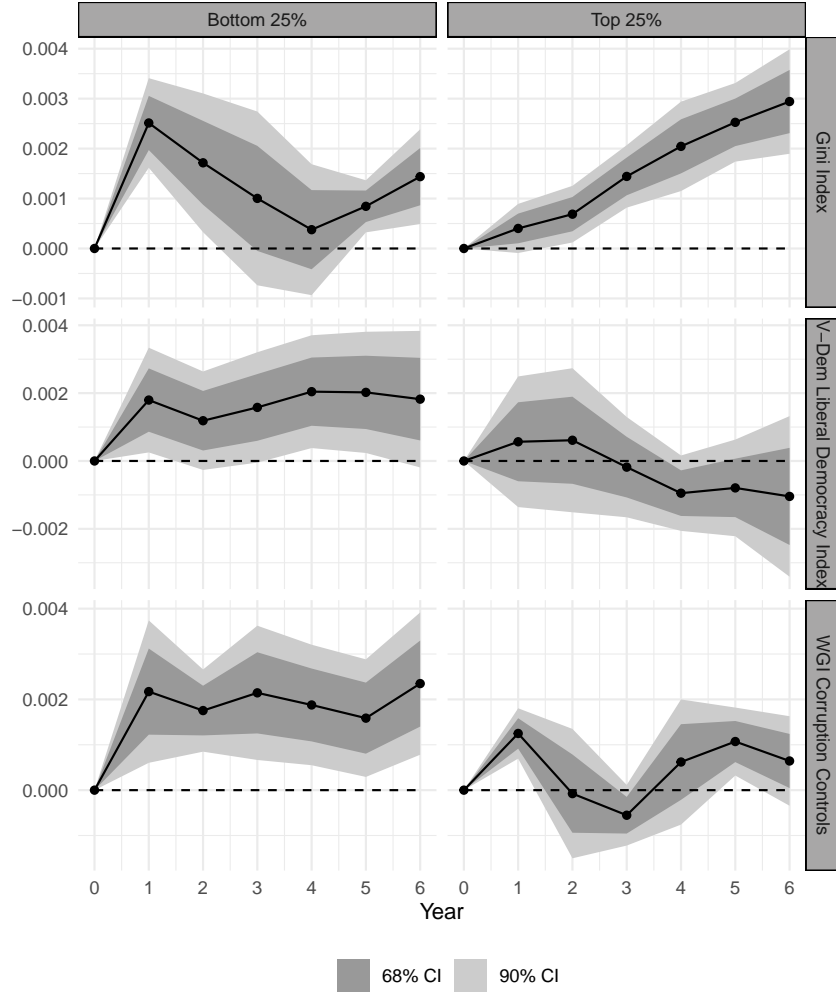 Bottom 25%
Top 25%
0.004
0.003
0.002
0.001
0.000
−0.001
Gini Index
0.004
0.002
0.000
−0.002
V−Dem Liberal Democracy Index
0.004
0.002
0.000
WGI Corruption Controls
0 1 2 3 4 5 6
0 1 2 3 4 5 6
Year
68% CI
90% CI